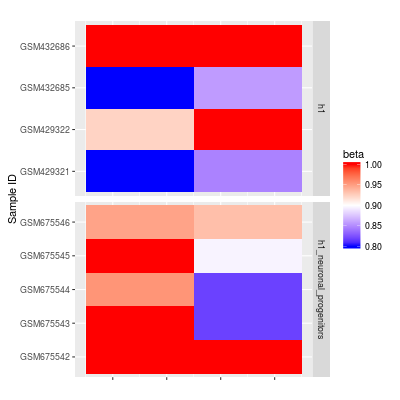 GSM432686
GSM432685
GSM429322
GSM429321
h1
GSM675546
GSM675545
GSM675544
GSM675543
GSM675542
h1_neuronal_progenitors
Sample ID
beta
1.00
0.95
0.90
0.85
0.80